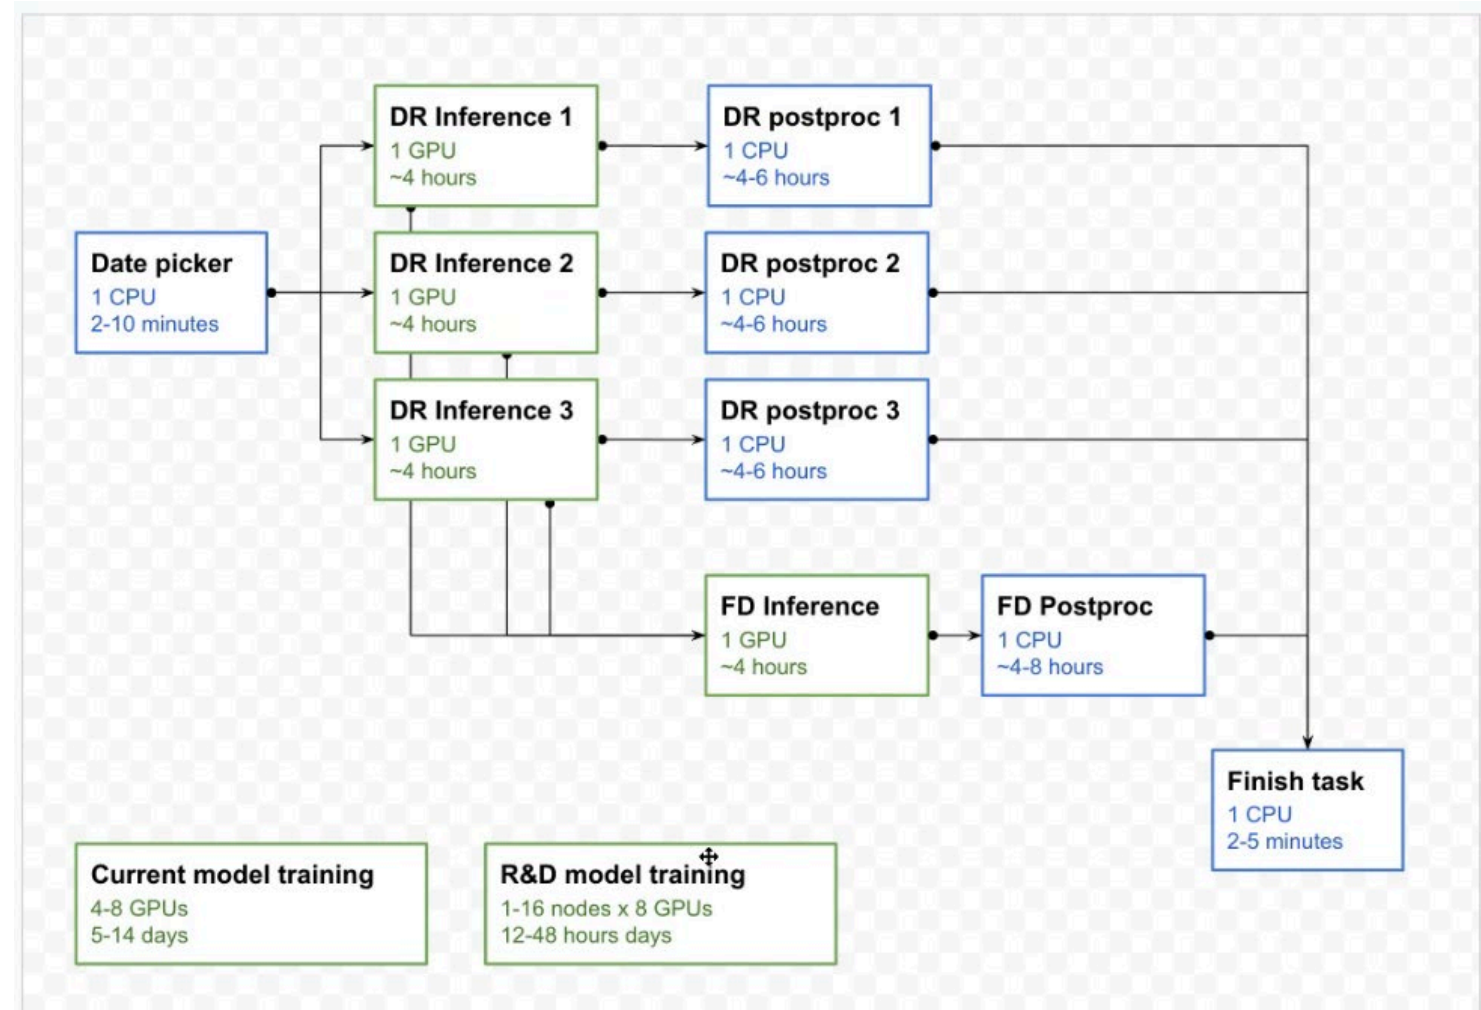 DR Inference 1
1 GPU
~4 hours
DR postproc 1
1 CPU
~4-6 hours
Date picker
1 CPU
2-10 minutes
DR Inference 2
1 GPU
~4 hours
DR postproc 2
1 CPU
~4-6 hours
DR Inference 3
1 GPU
~4 hours
DR postproc 3
1 CPU
~4-6 hours
FD Inference
1 GPU
~4 hours
FD Postproc
1 CPU
~4-8 hours
Finish task
1 CPU
2-5 minutes
Current model training
4-8 GPUs
5-14 days
R&D model training
1-16 nodes x 8 GPUs
12-48 hours days